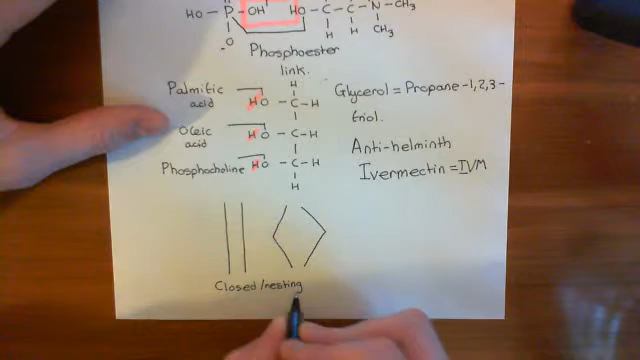 HO - P - OH HO - C - C - N - CH3
O H H CH3
Phosphoester
link.
Palmitic acid
HO - C - H
Oleic acid
HO - C - H
Phosphocholine HO - C - H
H
H
Glycerol = Propane-1,2,3-
triol.
Anti-helminth
Ivermectin = IVM
Closed/nesting